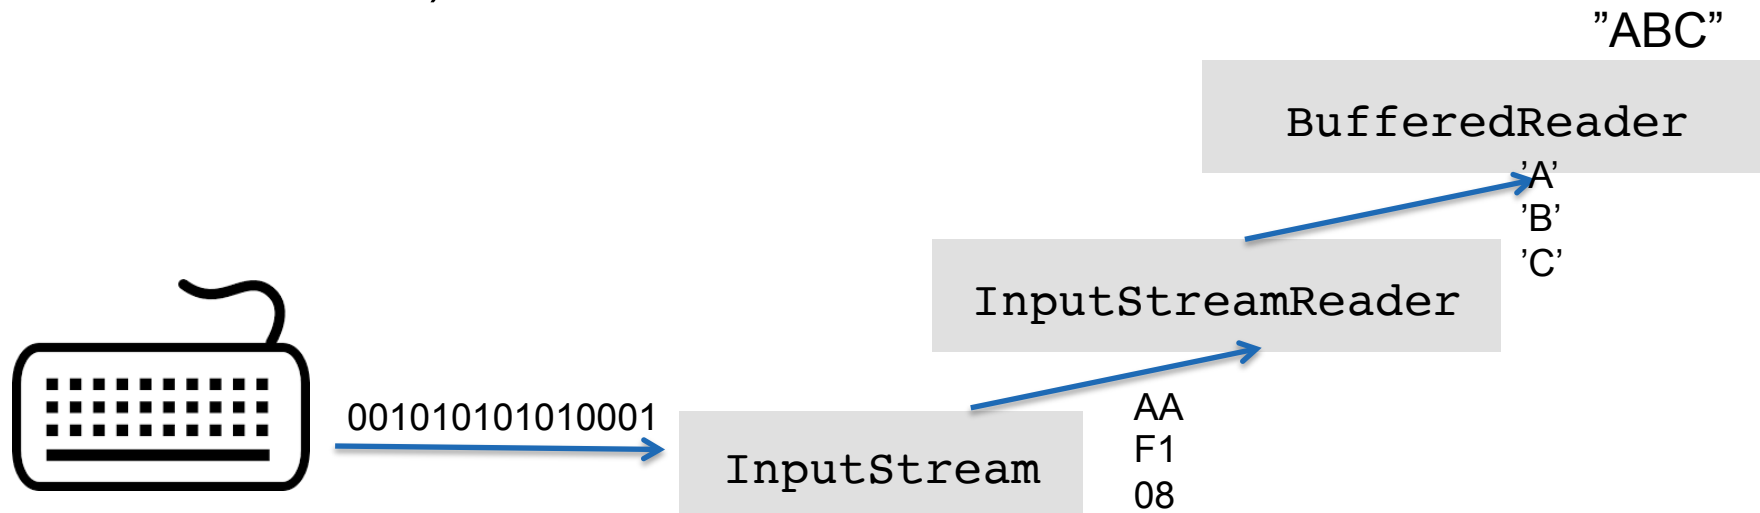 ”ABC”
BufferedReader
’A’
’B’
’C’
InputStreamReader
001010101010001
AA
F1
08
InputStream